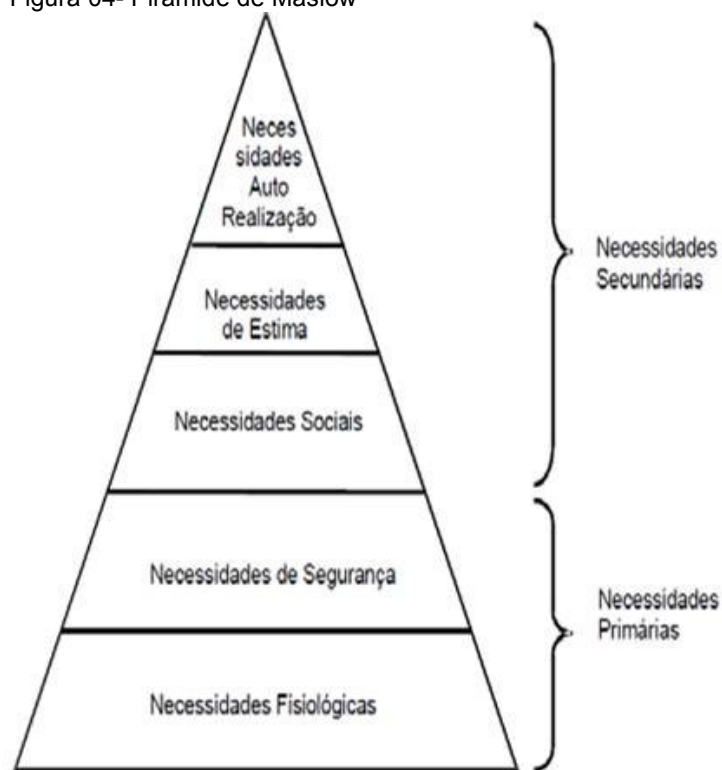 Figura 04- Pirâmide de Maslow
Neces
sidades
Auto
Realização
Necessidades
de Estima
Necessidades Sociais
Necessidades de Segurança
Necessidades Fisiológicas
Necessidades
Secundárias
Necessidades
Primárias